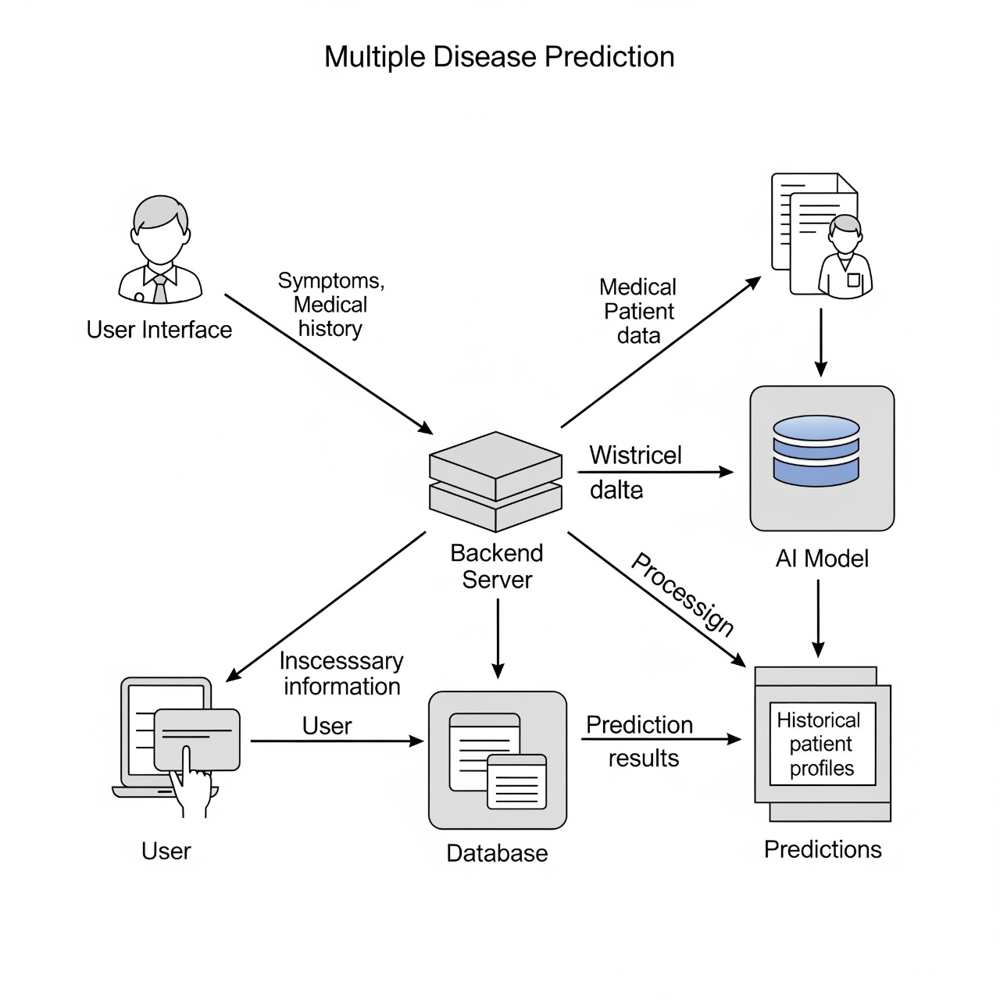 Multiple Disease Prediction
User Interface
Symptoms,
Medical
history
Medical
Patient
data
Wistricel
dalte
AI Model
Backend
Server
Processign
Inscesssary
information
User
Prediction
results
Historical
patient
profiles
User
Database
Predictions